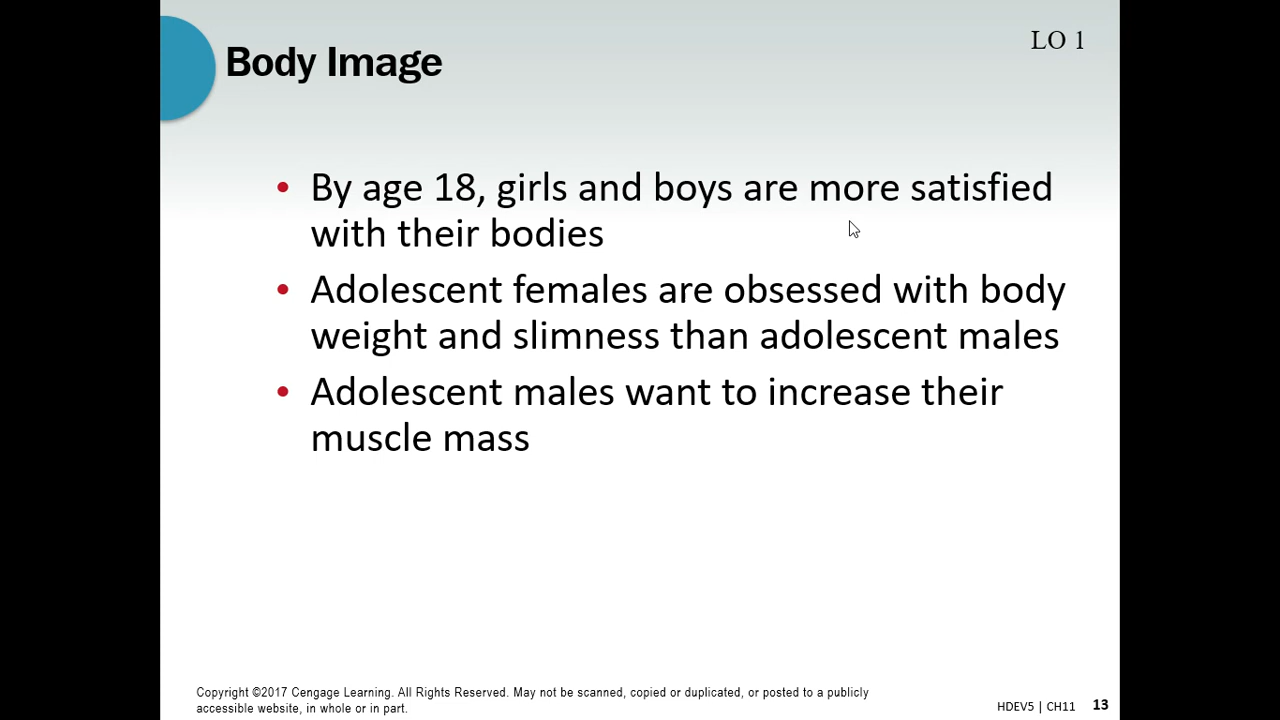 LO 1
Body Image
• By age 18, girls and boys are more satisfied
with their bodies
• Adolescent females are obsessed with body
weight and slimness than adolescent males
• Adolescent males want to increase their
muscle mass
Copyright ©2017 Cengage Learning. All Rights Reserved. May not be scanned, copied or duplicated, or posted to a publicly
accessible website, in whole or in part.
HDEV5 | CH11 13